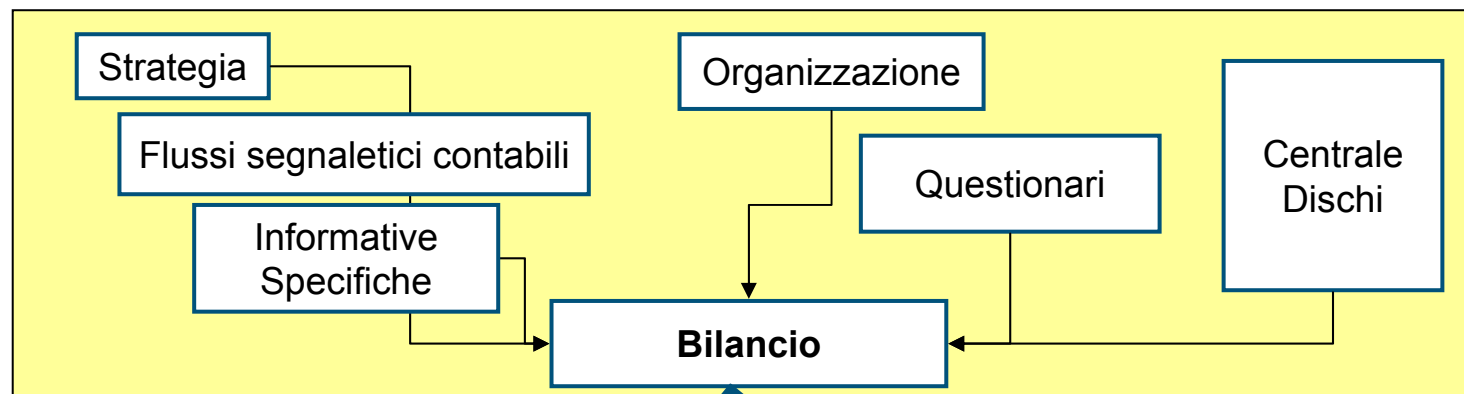 Strategia
Organizzazione
Flussi segnaletici contabili
Questionari
Centrale
Dischi
Informative
Specifiche
Bilancio